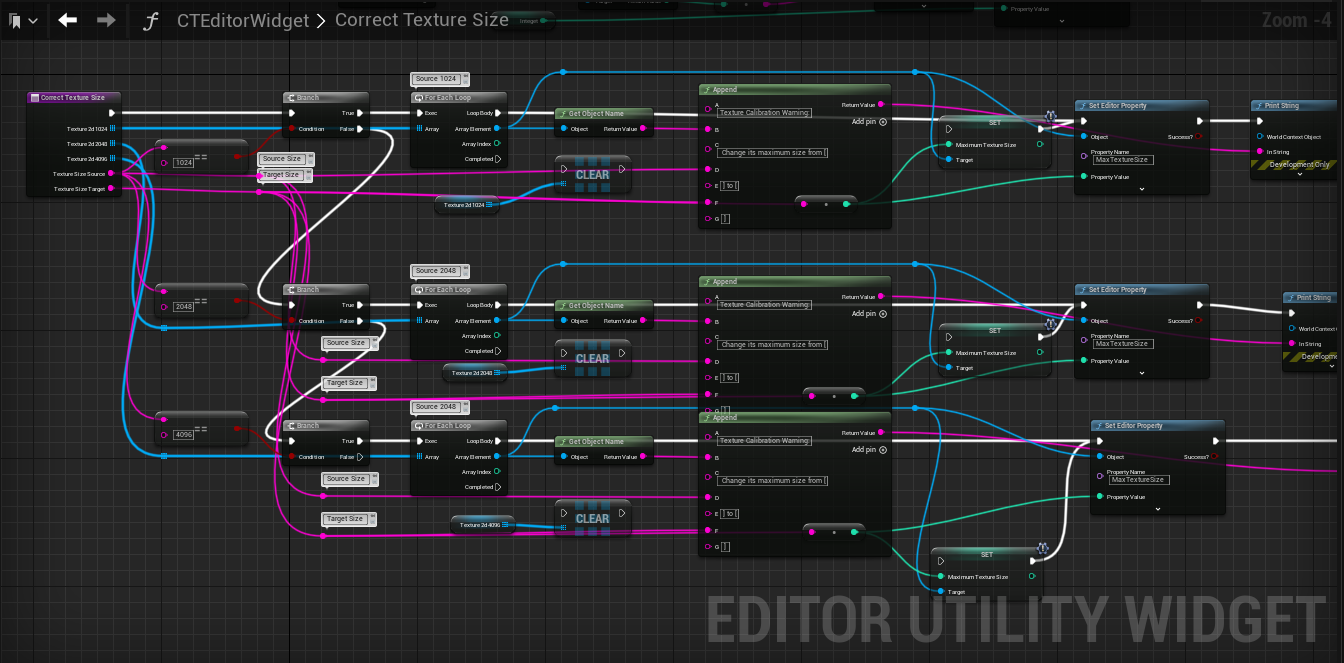 CTEditorWidget > Correct Texture Size
Zoom -4
Integer
Property Value
Correct Texture Size
Texture 2d 1024
Texture 2d 2048
Texture 2d 4096
Texture Size Source
Texture Size Target
1024 ==
Source Size
Target Size
Branch
True
Condition False
Source 1024
For Each Loop
Exec Loop Body
Array Array Element
Array Index
Completed
Texture 2d 1024
Get Object Name
Object Return Value
CLEAR
Append
A Return Value
Texture Calibration Warning:
Add pin
B
C
Change its maximum size from [
D
E ] to [
F
G ]
SET
Maximum Texture Size
Target
Set Editor Property
Object Success?
Property Name
MaxTextureSize
Property Value
Print String
World Context Object
In String
Development Only
2048 ==
Branch
True
Condition False
Source Size
Target Size
Source 2048
For Each Loop
Exec Loop Body
Array Array Element
Array Index
Completed
Texture 2d 2048
Get Object Name
Object Return Value
CLEAR
Append
A Return Value
Texture Calibration Warning:
Add pin
B
C
Change its maximum size from [
D
E ] to [
F
G ]
SET
Maximum Texture Size
Target
Set Editor Property
Object Success?
Property Name
MaxTextureSize
Property Value
Print String
World Context
In String
Developme
4096 ==
Branch
True
Condition False
Source Size
Target Size
Source 2048
For Each Loop
Exec Loop Body
Array Array Element
Array Index
Completed
Texture 2d 4096
Get Object Name
Object Return Value
CLEAR
Append
A Return Value
Texture Calibration Warning:
Add pin
B
C
Change its maximum size from [
D
E ] to [
F
G ]
SET
Maximum Texture Size
Target
Set Editor Property
Object Success?
Property Name
MaxTextureSize
Property Value
EDITOR UTILITY WIDGET